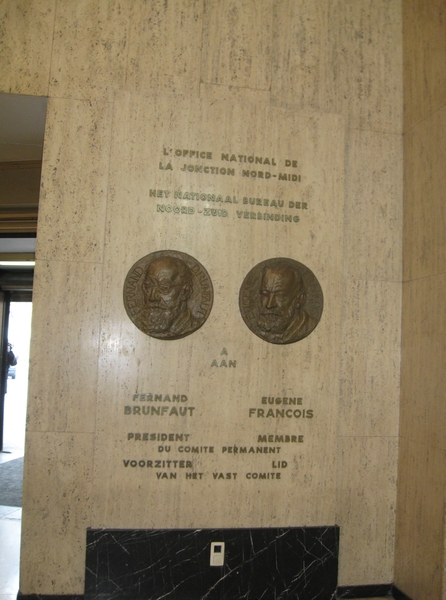 L'OFFICE NATIONAL DE
LA JONCTION NORD-MIDI
HET NATIONAAL BUREAU DER
NOORD-ZUID VERBINDING
A
AAN
FERNAND
BRUNFAUT
EUGENE
FRANCOIS
PRESIDENT MEMBRE
DU COMITE PERMANENT
VOORZITTER LID
VAN HET VAST COMITE